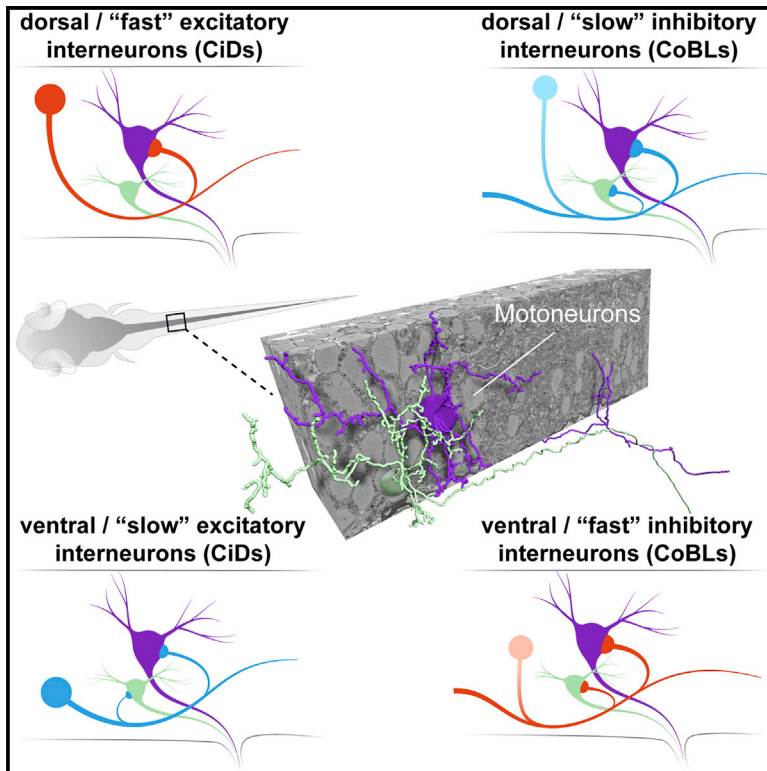 dorsal / “fast” excitatory
interneurons (CiDs)
dorsal / “slow” inhibitory
interneurons (CoBLs)
Motoneurons
ventral / “slow” excitatory
interneurons (CiDs)
ventral / “fast” inhibitory
interneurons (CoBLs)